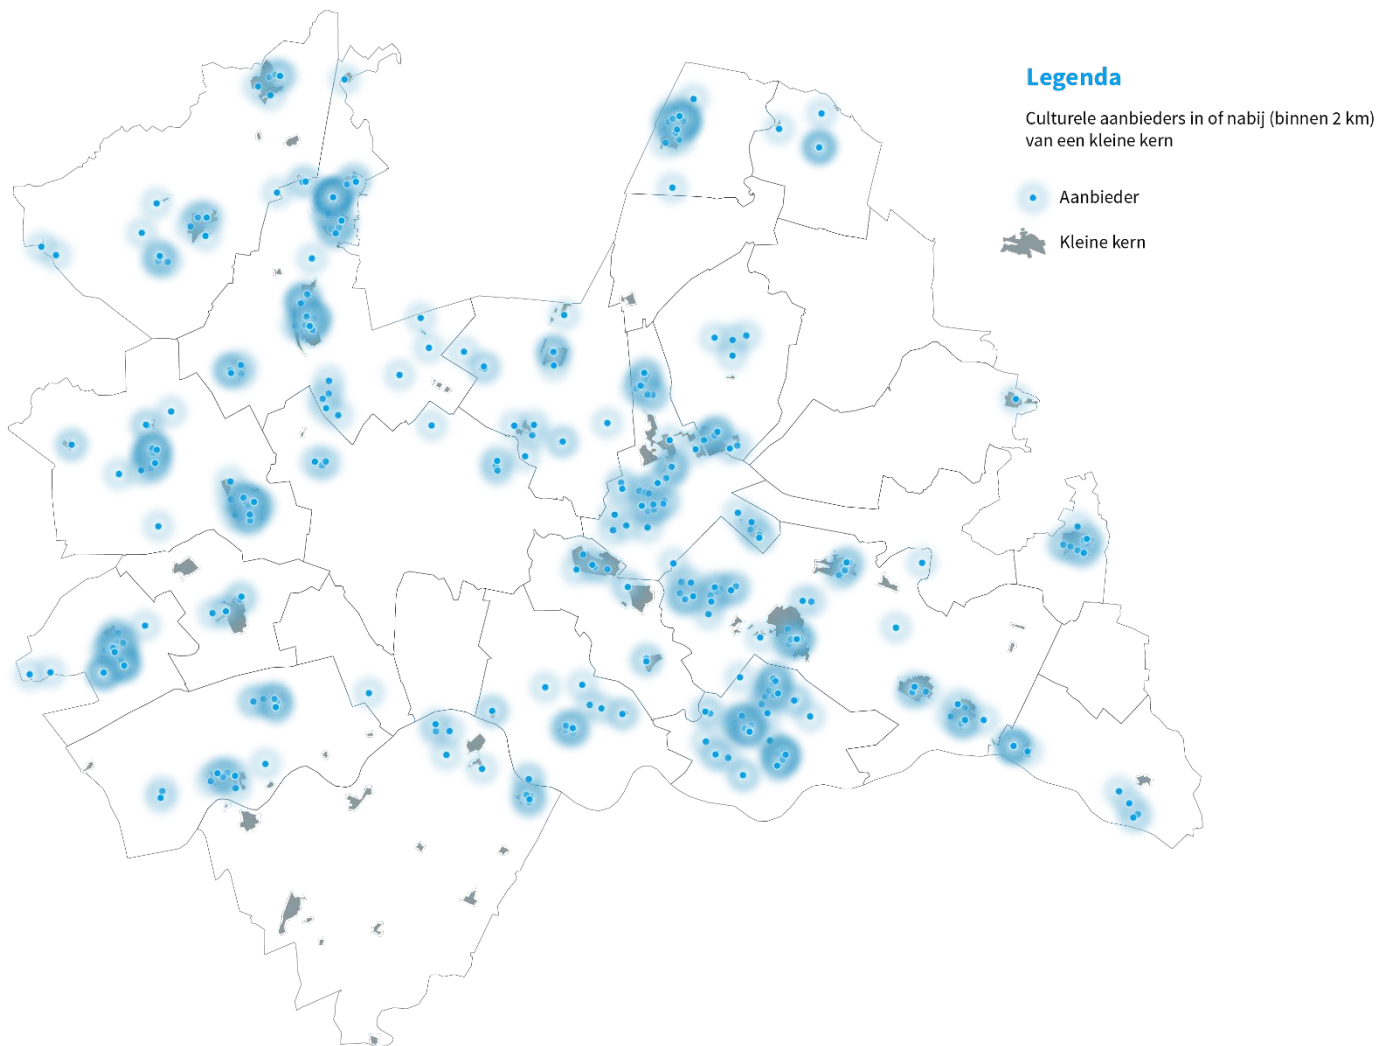 Legenda
Culturele aanbieders in of nabij (binnen 2 km)
van een kleine kern
Aanbieder
Kleine kern